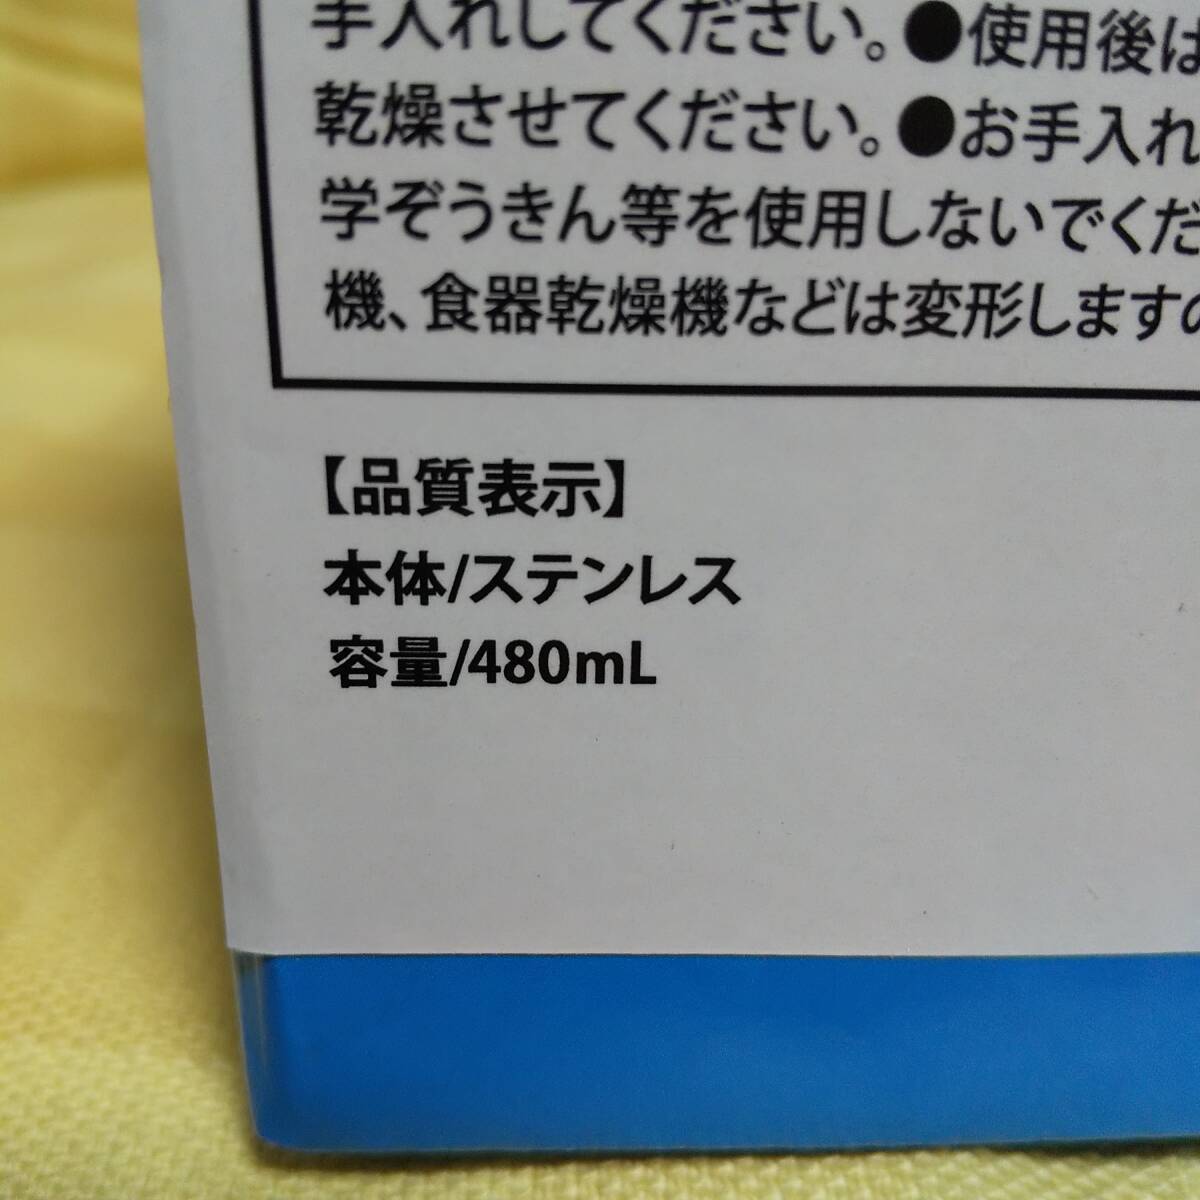 手入れしてください。●使用後は
乾燥させてください。●お手入れ
学ぞうきん等を使用しないでくだ
機、食器乾燥機などは変形しますの
【品質表示】
本体/ステンレス
容量/480mL